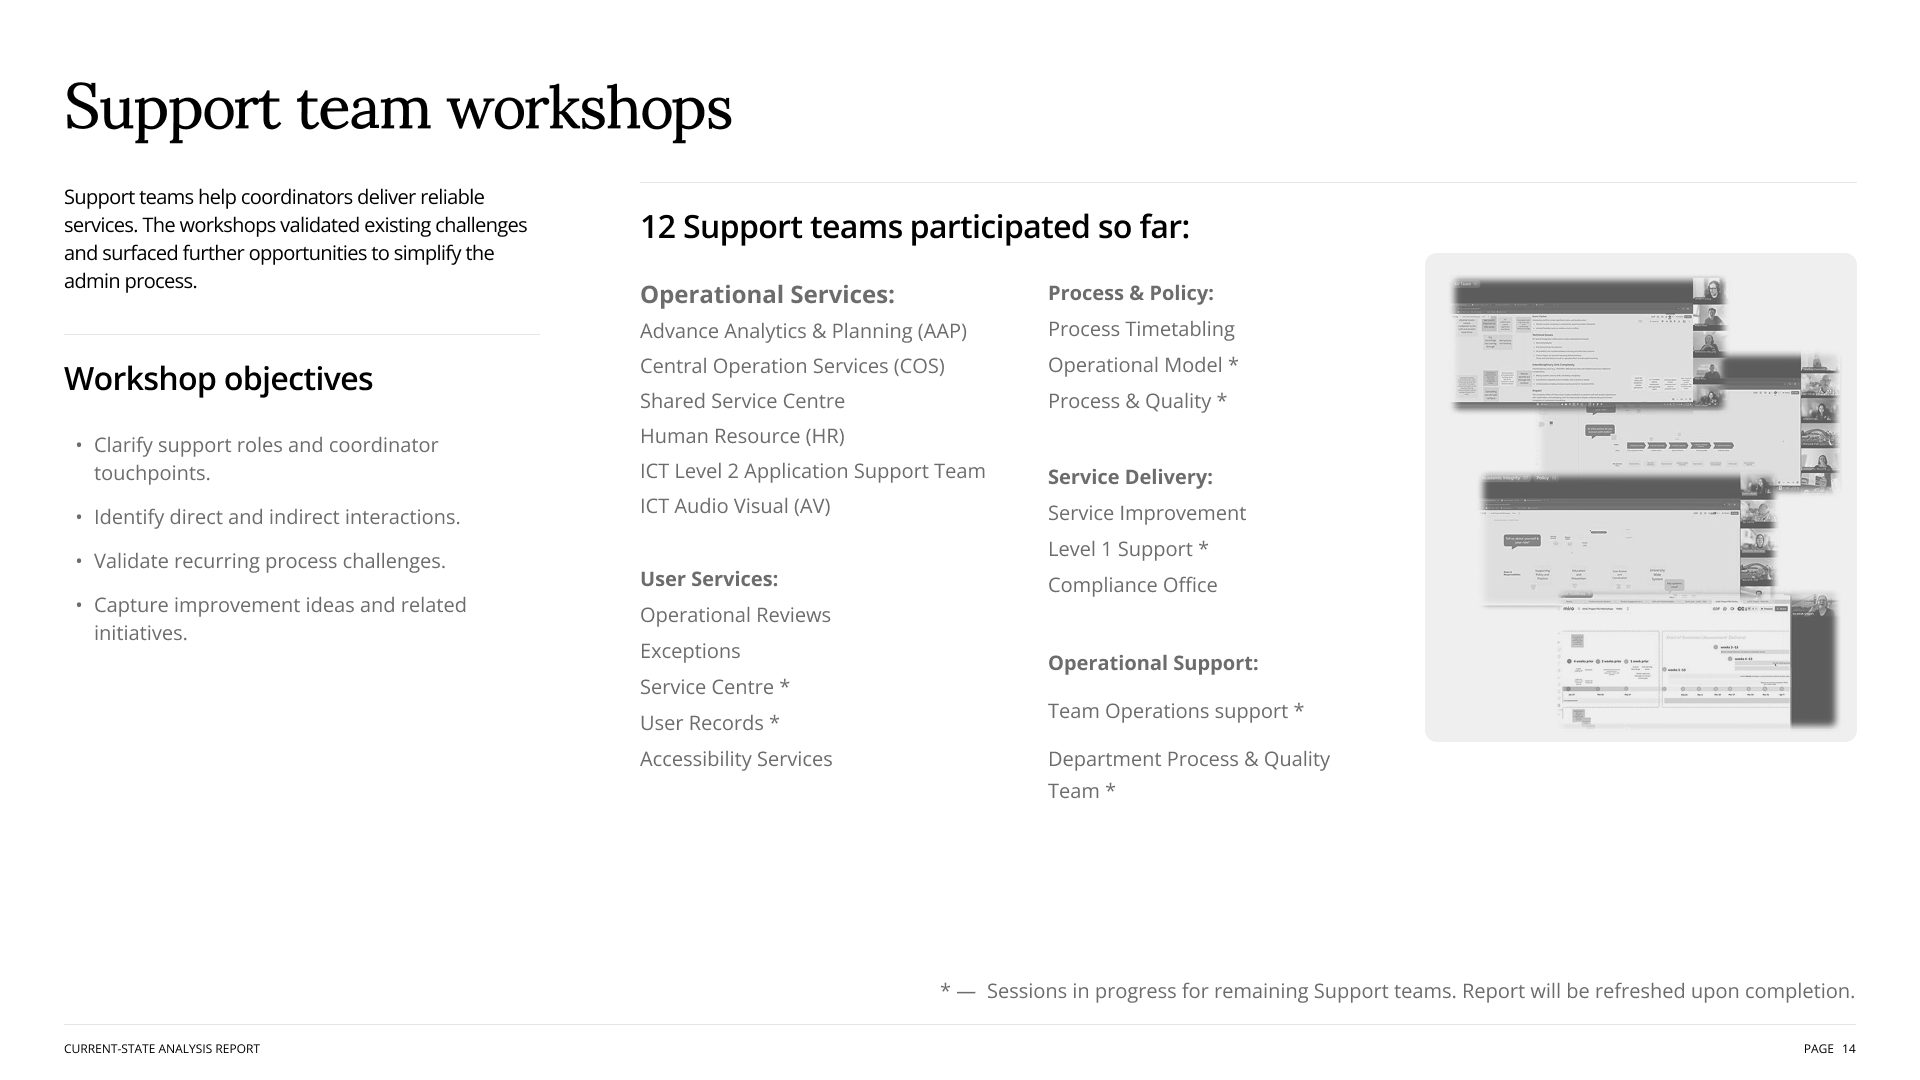 Support team workshops
Support teams help coordinators deliver reliable
services. The workshops validated existing challenges
and surfaced further opportunities to simplify the
admin process.
Workshop objectives
• Clarify support roles and coordinator
touchpoints.
• Identify direct and indirect interactions.
• Validate recurring process challenges.
• Capture improvement ideas and related
initiatives.
12 Support teams participated so far:
Operational Services:
Advance Analytics & Planning (AAP)
Central Operation Services (COS)
Shared Service Centre
Human Resource (HR)
ICT Level 2 Application Support Team
ICT Audio Visual (AV)
User Services:
Operational Reviews
Exceptions
Service Centre *
User Records *
Accessibility Services
Process & Policy:
Process Timetabling
Operational Model *
Process & Quality *
Service Delivery:
Service Improvement
Level 1 Support *
Compliance Office
Operational Support:
Team Operations support *
Department Process & Quality
Team *
miro
* — Sessions in progress for remaining Support teams. Report will be refreshed upon completion.
CURRENT-STATE ANALYSIS REPORT
PAGE 14